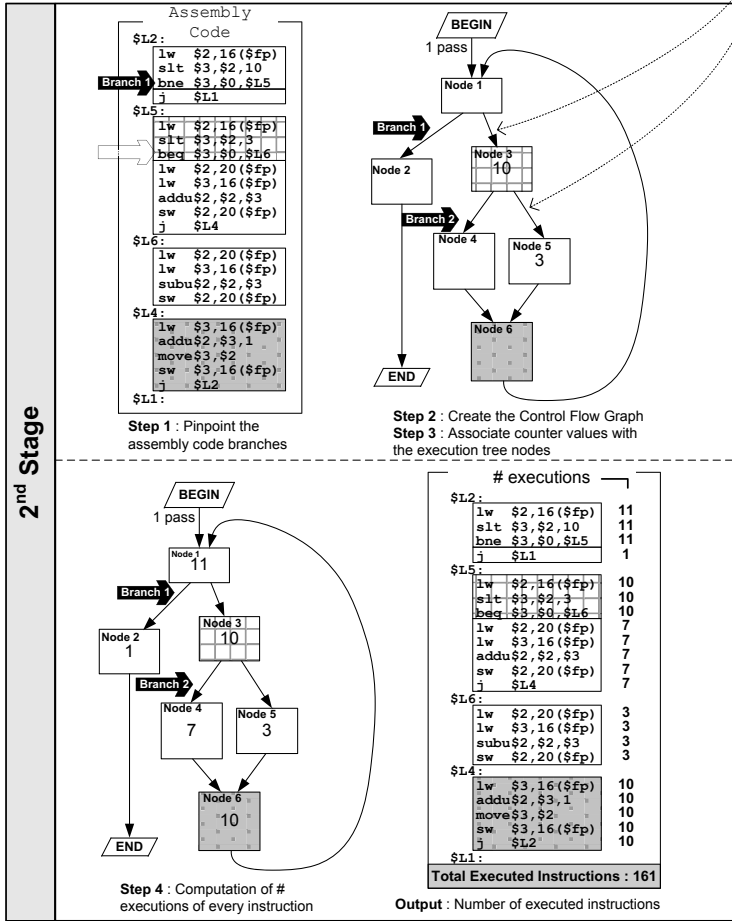 2nd Stage
Assembly
Code
$L2:
lw $2,16($fp)
slt $3,$2,10
Branch 1
bne $3,$0,$L5
j $L1
$L5:
lw $2,16($fp)
slt $3,$2,3
beq $3,$0,$L6
lw $2,20($fp)
lw $3,16($fp)
addu$2,$2,$3
sw $2,20($fp)
j $L4
$L6:
lw $2,20($fp)
lw $3,16($fp)
subu$2,$2,$3
sw $2,20($fp)
$L4:
lw $3,16($fp)
addu$2,$3,1
move$3,$2
sw $3,16($fp)
j $L2
$L1:
Step 1 : Pinpoint the
assembly code branches
BEGIN
1 pass
Node 1
Branch 1
Node 2
Node 3
10
Branch 2
Node 4
Node 5
3
Node 6
END
Step 2 : Create the Control Flow Graph
Step 3 : Associate counter values with
the execution tree nodes
BEGIN
1 pass
Node 1
11
Branch 1
Node 2
1
Node 3
10
Branch 2
Node 4
7
Node 5
3
Node 6
10
END
Step 4 : Computation of #
executions of every instruction
# executions
$L2:
lw $2,16($fp) 11
slt $3,$2,10 11
bne $3,$0,$L5 11
j $L1 1
$L5:
lw $2,16($fp) 10
slt $3,$2,3 10
beq $3,$0,$L6 10
lw $2,20($fp) 7
lw $3,16($fp) 7
addu$2,$2,$3 7
sw $2,20($fp) 7
j $L4 7
$L6:
lw $2,20($fp) 3
lw $3,16($fp) 3
subu$2,$2,$3 3
sw $2,20($fp) 3
$L4:
lw $3,16($fp) 10
addu$2,$3,1 10
move$3,$2 10
sw $3,16($fp) 10
j $L2 10
$L1:
Total Executed Instructions : 161
Output : Number of executed instructions